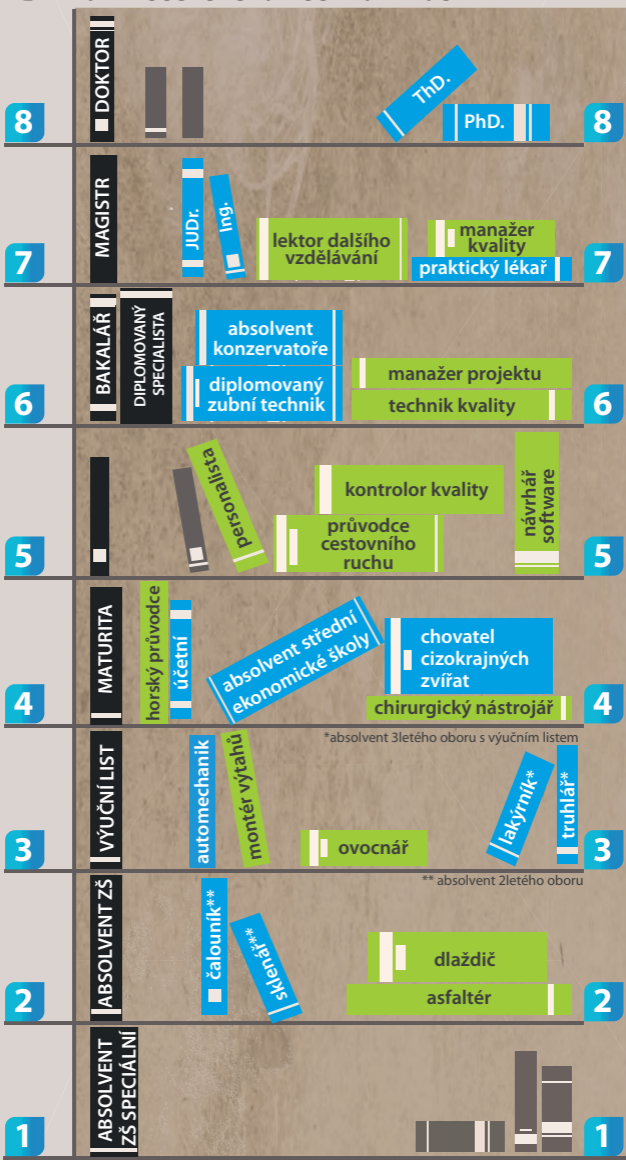 8
DOKTOR
ThD.
PhD.
8
7
MAGISTR
JUDr.
Ing.
lektor dalšího
vzdělávání
manažer
kvality
praktický lékař
7
6
BAKALÁŘ
DIPLOMOVANÝ
SPECIALISTA
absolvent
konzervatoře
diplomovaný
zubní technik
manažer projektu
technik kvality
6
5
personalista
kontrolor kvality
průvodce
cestovního
ruchu
návrhář
software
5
4
MATURITA
horský průvodce
účetní
absolvent střední
ekonomické školy
chovatel
cizokrajných
zvířat
chirurgický nástrojář
4
*absolvent 3letého oboru s výučním listem
3
VÝUČNÍ LIST
automechanik
montér výtahů
ovocnář
lakýrník*
truhlář*
3
** absolvent 2letého oboru
2
ABSOLVENT ZŠ
čalouník**
sklenář**
dlaždič
asfaltér
2
1
ABSOLVENT
ZŠ SPECIÁLNÍ
1